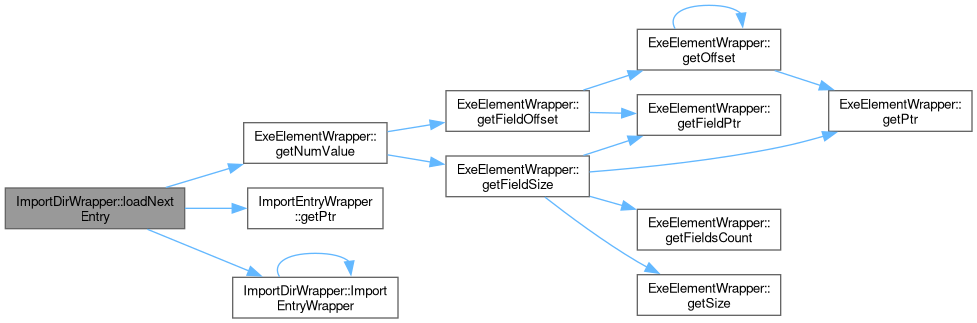 ImportDirWrapper::loadNext
Entry
ExeElementWrapper::
getNumValue
ImportEntryWrapper
::getPtr
ImportDirWrapper::Import
EntryWrapper
ExeElementWrapper::
getFieldOffset
ExeElementWrapper::
getFieldSize
ExeElementWrapper::
getOffset
ExeElementWrapper::
getFieldPtr
ExeElementWrapper::
getFieldsCount
ExeElementWrapper::
getSize
ExeElementWrapper::
getPtr